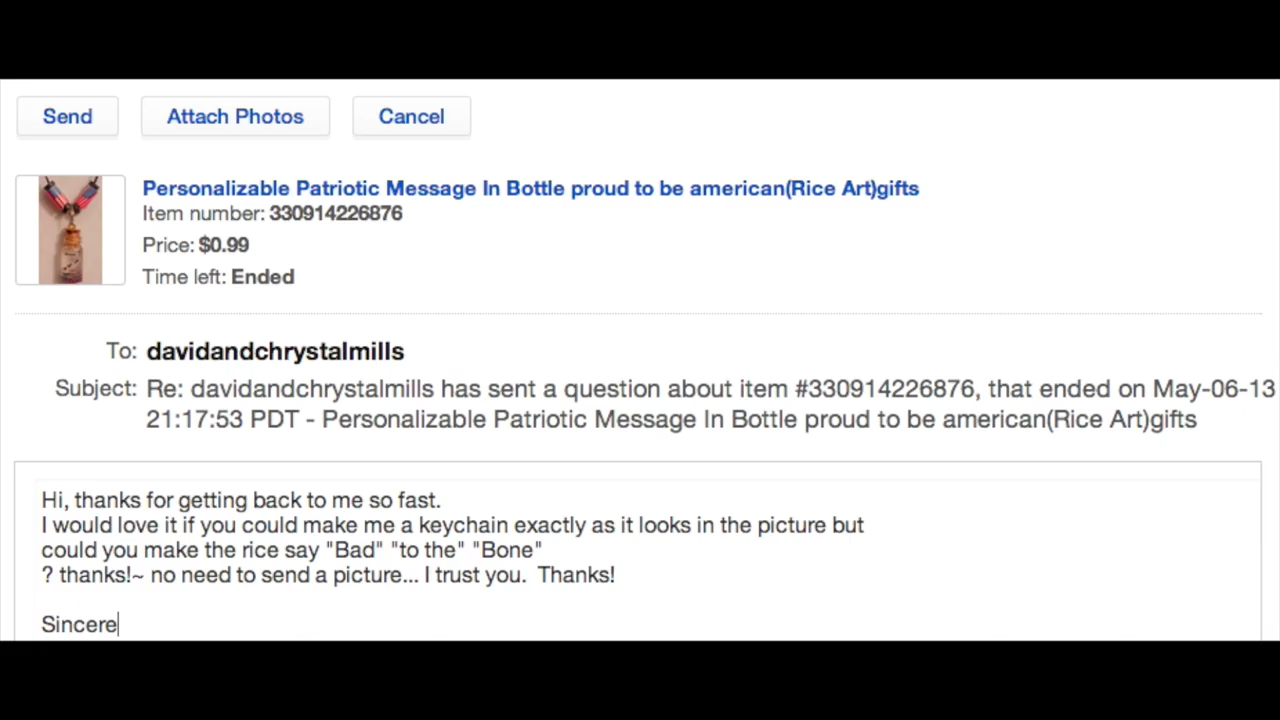 Send Attach Photos Cancel
Personalizable Patriotic Message In Bottle proud to be american(Rice Art)gifts
Item number: 330914226876
Price: $0.99
Time left: Ended
To: davidandchrystalmills
Subject: Re: davidandchrystalmills has sent a question about item #330914226876, that ended on May-06-13
21:17:53 PDT - Personalizable Patriotic Message In Bottle proud to be american(Rice Art)gifts
Hi, thanks for getting back to me so fast.
I would love it if you could make me a keychain exactly as it looks in the picture but
could you make the rice say "Bad" "to the" "Bone"
? thanks!~ no need to send a picture... I trust you.  Thanks!
Sincere